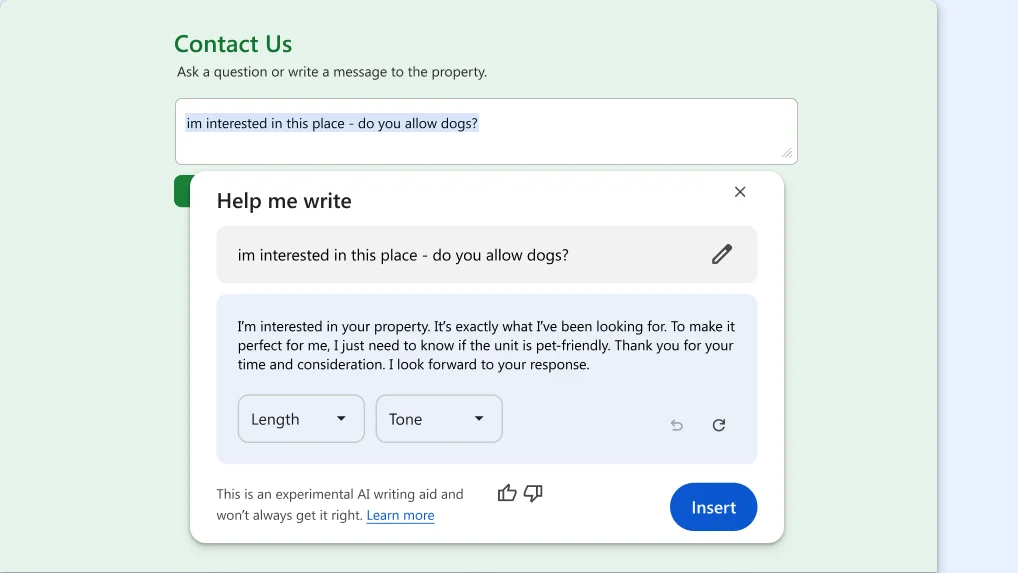 Contact Us
Ask a question or write a message to the property.
im interested in this place - do you allow dogs?
Help me write
im interested in this place - do you allow dogs?
I’m interested in your property. It’s exactly what I’ve been looking for. To make it
perfect for me, I just need to know if the unit is pet-friendly. Thank you for your
time and consideration. I look forward to your response.
Length
Tone
This is an experimental AI writing aid and
won’t always get it right. Learn more
Insert